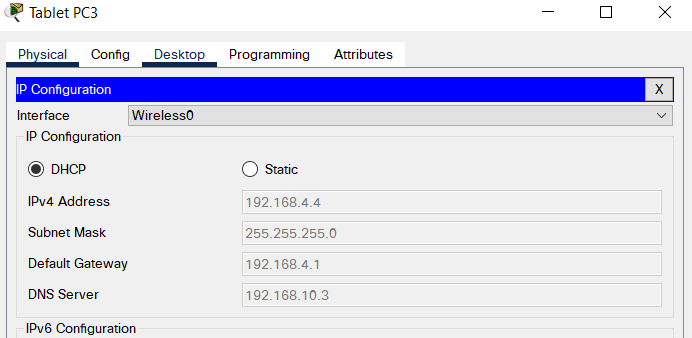 Tablet PC3
Physical Config Desktop Programming Attributes
IP Configuration X
Interface Wireless0
IP Configuration
DHCP Static
IPv4 Address 192.168.4.4
Subnet Mask 255.255.255.0
Default Gateway 192.168.4.1
DNS Server 192.168.10.3
IPv6 Configuration